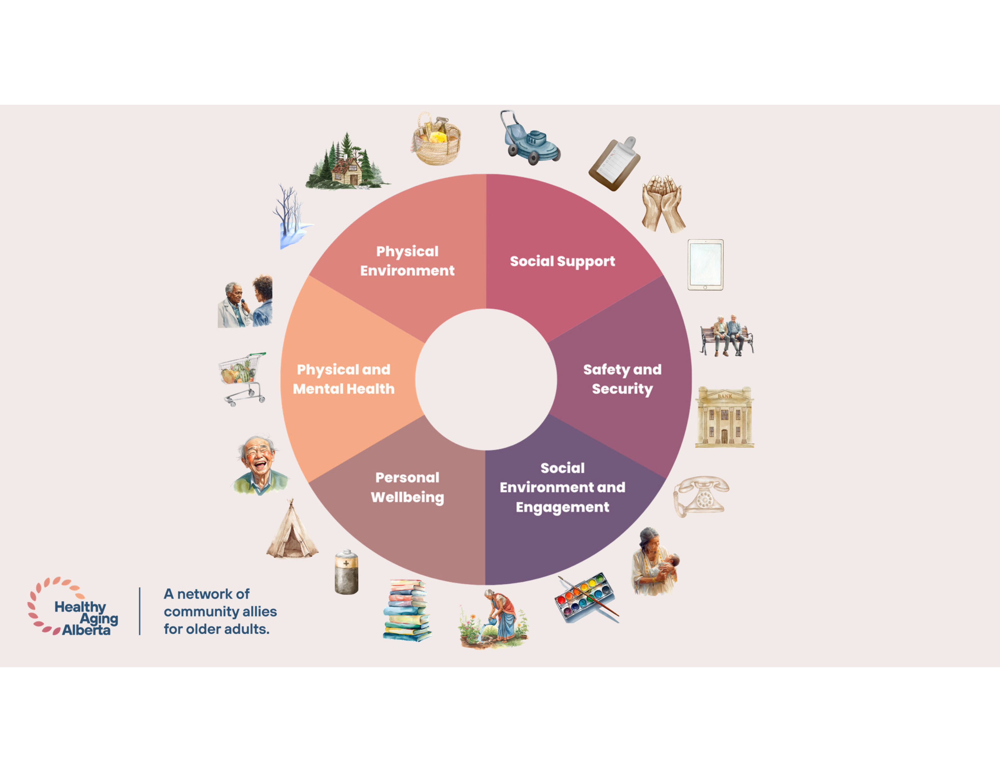 Physical
Environment
Social Support
Physical and
Mental Health
Safety and
Security
BANK
Personal
Wellbeing
Social
Environment and
Engagement
Healthy
Aging
Alberta
A network of
community allies
for older adults.